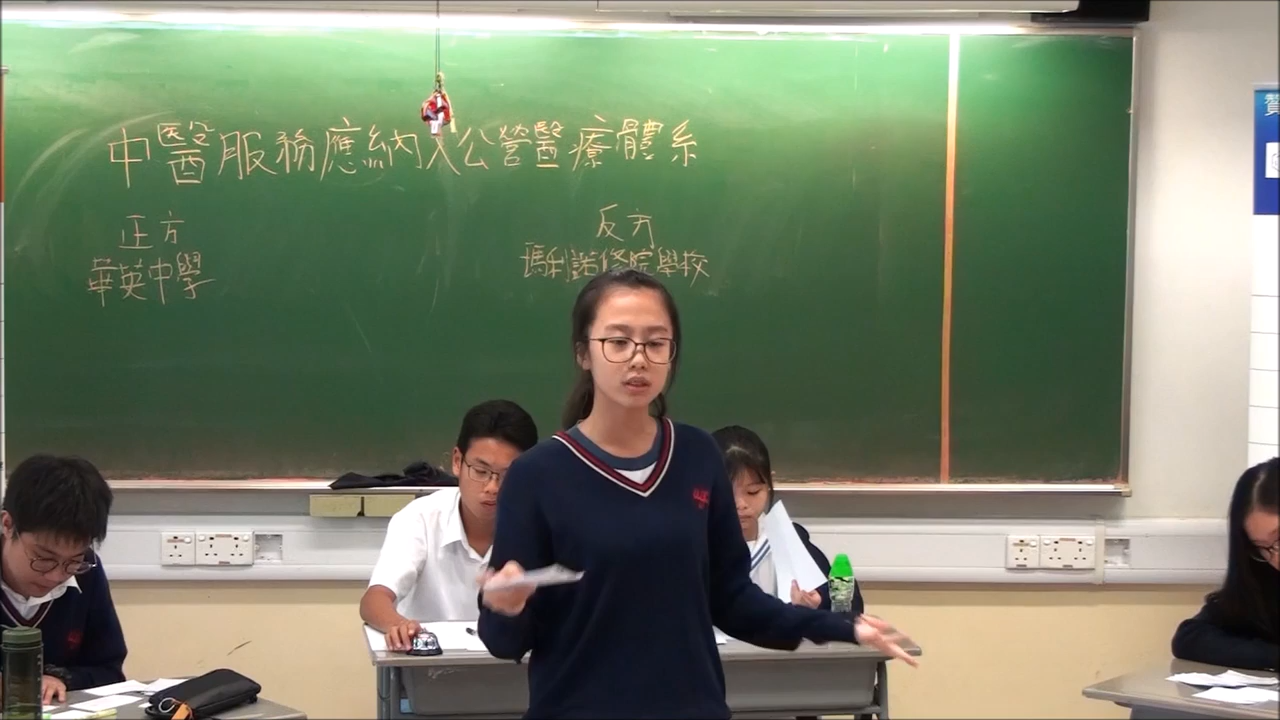 中醫服務應納入公營醫療體系
正方
反方
華英中學
瑪利諾修院學校